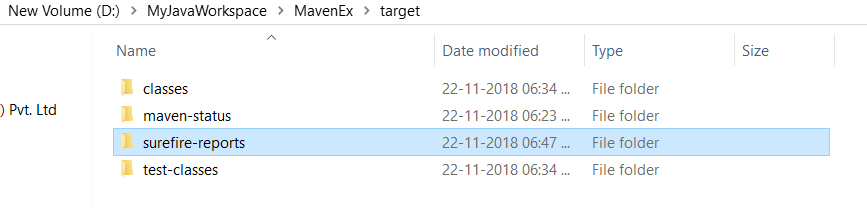 New Volume (D:) > MyJavaWorkspace > MavenEx > target
Name Date modified Type Size
classes 22-11-2018 06:34 ... File folder
) Pvt. Ltd maven-status 22-11-2018 06:23 ... File folder
surefire-reports 22-11-2018 06:47 ... File folder
test-classes 22-11-2018 06:34 ... File folder